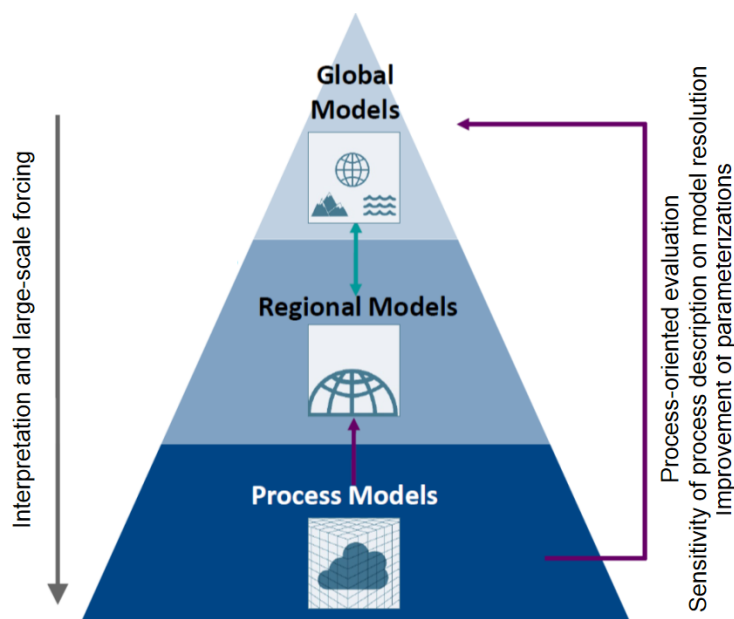 Global
Models
Regional Models
Process Models
Interpretation and large-scale forcing
Process-oriented evaluation
Sensitivity of process description on model resolution
Improvement of parameterizations